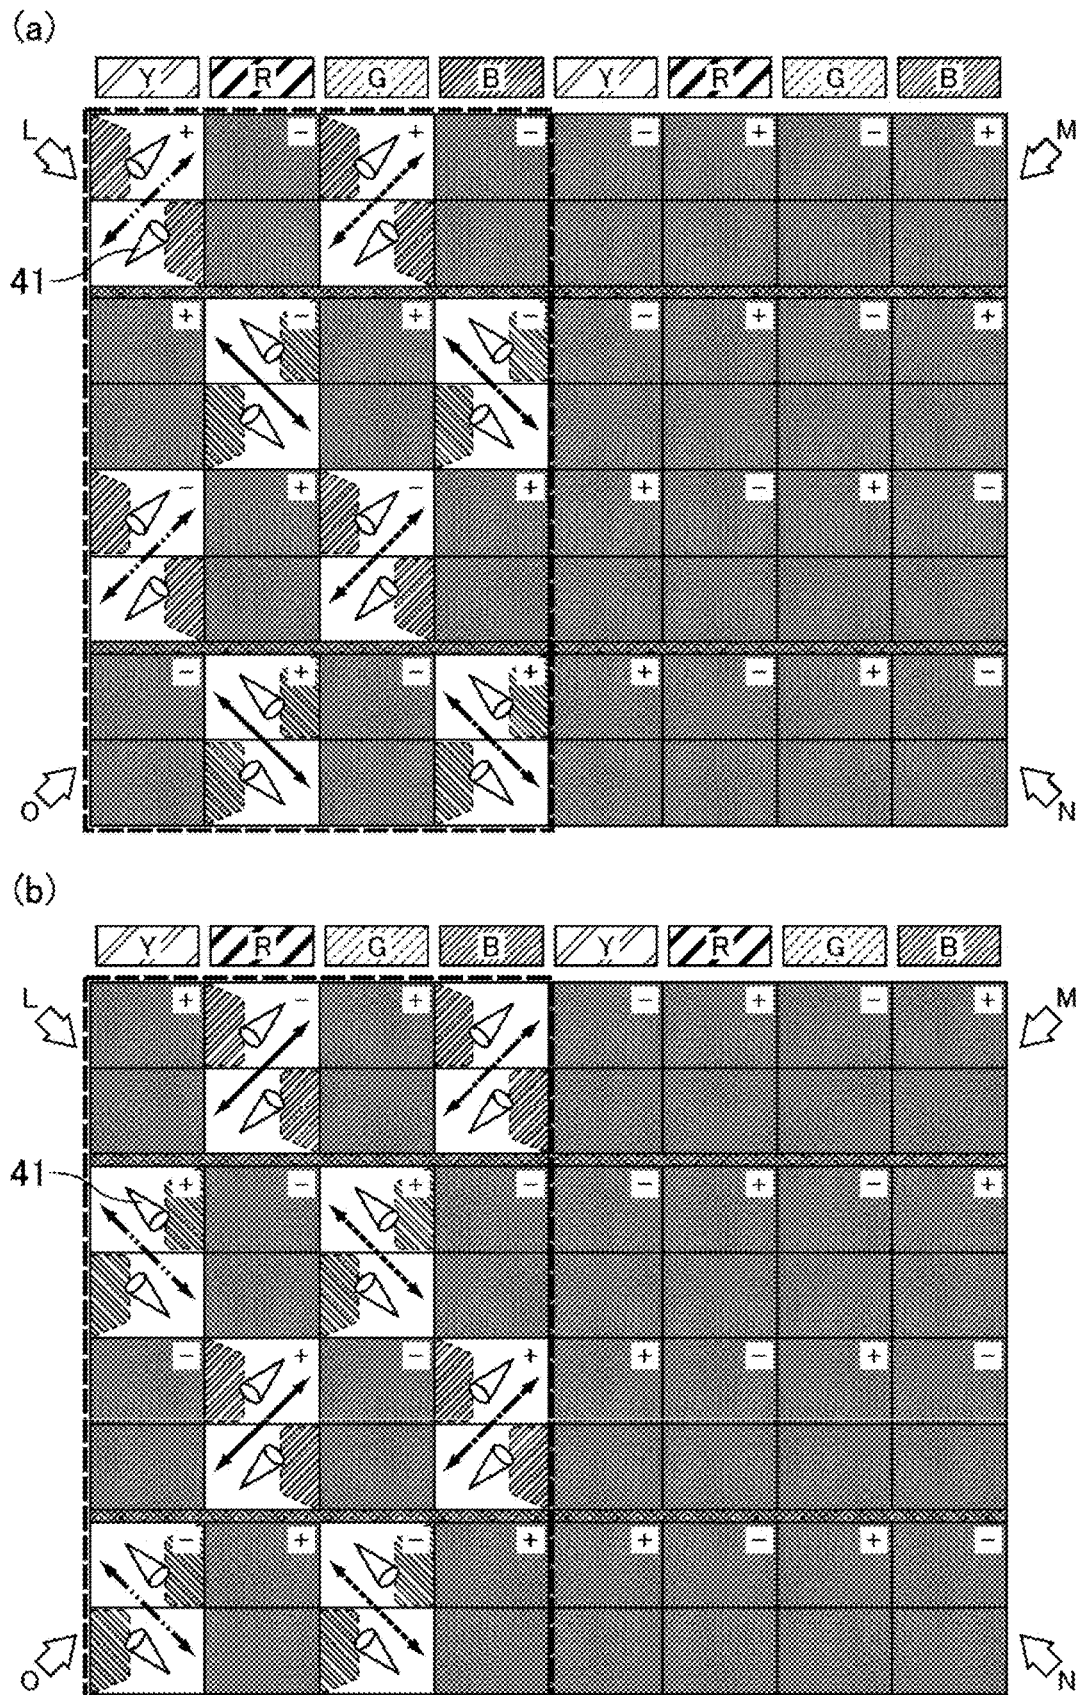 (a)
Y R G B Y R G B
L + − + − − + − + M
41
+ − + − − + − +
− + − + + − + −
− + − + + − + −
O N
(b)
Y R G B Y R G B
L + − + − − + − + M
41
+ − + − − + − +
− + − + + − + −
− + − + + − + −
O N